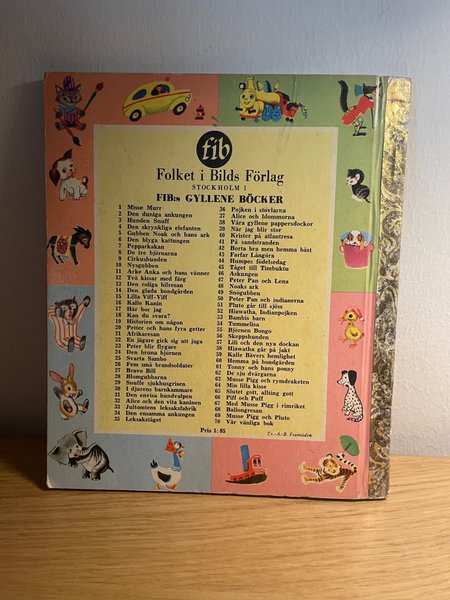 fib
Folket i Bilds Förlag
STOCKHOLM 1
FIB:s GYLLENE BÖCKER
1 Misse Murr
2 Den duniga ankungen
3 Hunden Snuff
4 Den skrynkliga elefanten
5 Gubben Noak och hans ark
6 Den blyga kattungen
7 Pepparkakan
8 De tre björnarna
9 Cirkushunden
10 Nysgubben
11 Acke Anka och hans vänner
12 Två kissar med färg
13 Den roliga bilresan
14 Den glada bondgården
15 Lilla Viff-Viff
16 Kalle Kanin
17 Här bor jag
18 Kan du svara?
19 Historien om någon
20 Petter och hans fyra getter
21 Afrikaresan
22 En jägare gick sig att jaga
23 Peter blir flygare
24 Den bruna björnen
25 Svarta Sambo
26 Fem små brandsoldater
27 Bravo Bill
28 Blomgubbarna
29 Snuffs sjukhusgrisen
30 I djurens barnkammare
31 Den envisa hundvalpen
32 Alice och den vita kaninen
33 Jultomtens leksaksfabrik
34 Den ensamma ankungen
35 Leksakståget
36 Pojken i stövlarna
37 Alice och blommorna
38 Våra gyllene pappersdockor
39 När jag blir stor
40 Krister på atlantresa
41 På sandstranden
42 Borta bra men hemma bäst
43 Farfar Långöra
44 Humpes födelsedag
45 Tåget till Timbuktu
46 Askungen
47 Peter Pan och Lena
48 Noaks ark
49 Snögubben
50 Peter Pan och indianerna
51 Pluto går till sjöss
52 Hiawatha, Indianpojken
53 Bambis barn
54 Tummelisa
55 Björnen Bongo
56 Skeppshunden
57 Lili och den nya dockan
58 Hiawatha går på jakt
59 Kalle Bävers hemlighet
60 Hemma på bondgården
61 Tunny och hans ponny
62 De sju dvärgarna
63 Musse Pigg och rymdraketen
64 Min lilla kisse
65 Slutet gott, allting gott
66 Piff och Puff
67 Med Musse Pigg i rimriket
68 Ballongresan
69 Musse Pigg och Pluto
70 Vår vänliga bok
Pris 1: 85
Tr.-A.-B. Framtiden